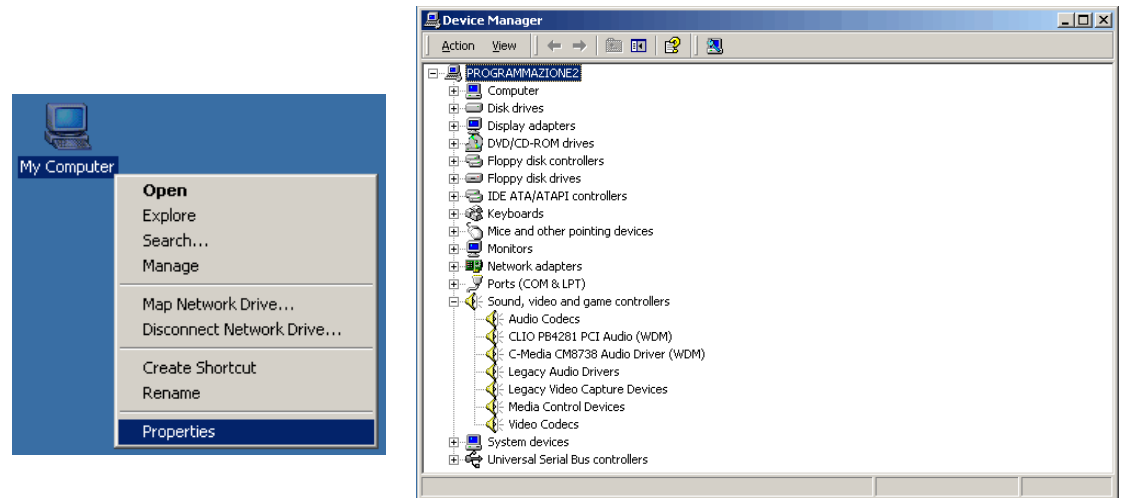 My Computer
Open
Explore
Search...
Manage
Map Network Drive...
Disconnect Network Drive...
Create Shortcut
Rename
Properties
Device Manager
Action View
PROGRAMMAZIONE2
Computer
Disk drives
Display adapters
DVD/CD-ROM drives
Floppy disk controllers
Floppy disk drives
IDE ATA/ATAPI controllers
Keyboards
Mice and other pointing devices
Monitors
Network adapters
Ports (COM & LPT)
Sound, video and game controllers
Audio Codecs
CLIO PB4281 PCI Audio (WDM)
C-Media CM8738 Audio Driver (WDM)
Legacy Audio Drivers
Legacy Video Capture Devices
Media Control Devices
Video Codecs
System devices
Universal Serial Bus controllers